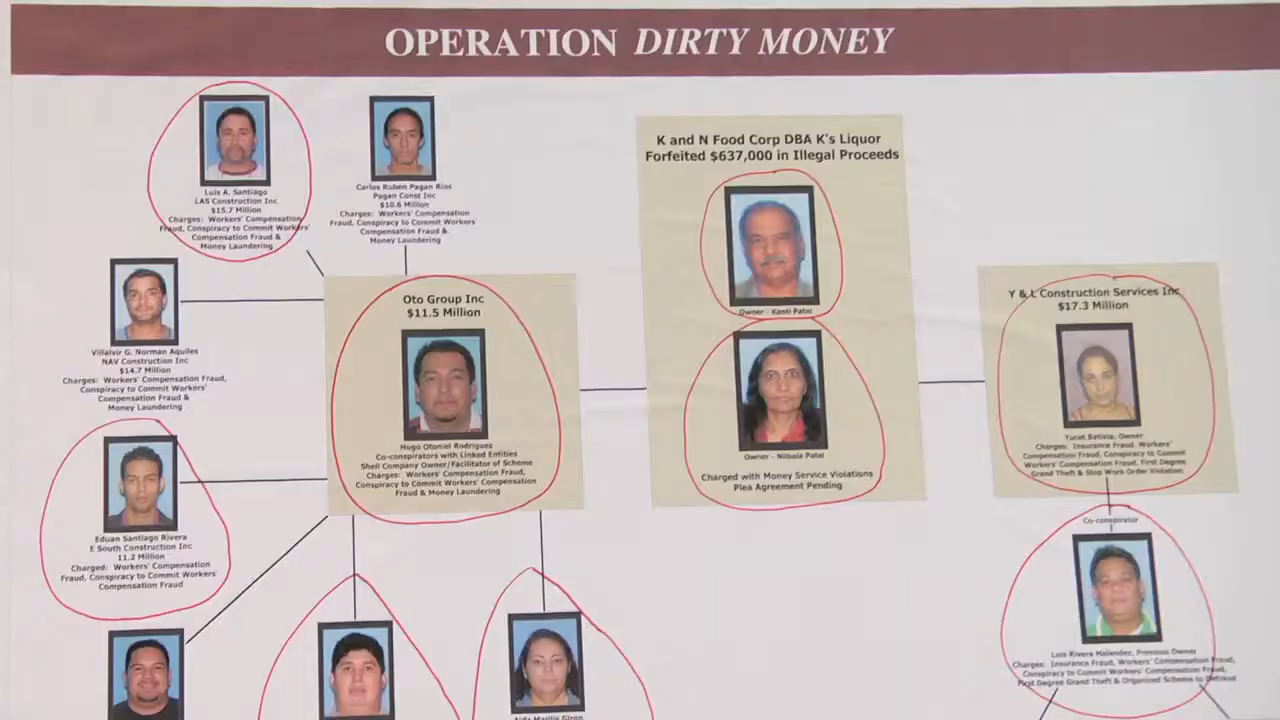 OPERATION DIRTY MONEY
Luis A. Santiago
LAS Construction Inc
$15.7 Million
Charges: Workers' Compensation
Fraud, Conspiracy to Commit Workers'
Compensation Fraud &
Money Laundering
Carlos Ruben Pagan Rios
Pagan Const Inc
$10.6 Million
Charges: Workers' Compensation
Fraud, Conspiracy to Commit Workers
Compensation Fraud &
Money Laundering
K and N Food Corp DBA K's Liquor
Forfeited $637,000 in Illegal Proceeds
Owner - Kanti Patel
Owner - Nilbala Patel
Charged with Money Service Violations
Plea Agreement Pending
Villalvir G. Norman Aquiles
NAV Construction Inc
$14.7 Million
Charges: Workers' Compensation Fraud,
Conspiracy to Commit Workers'
Compensation Fraud &
Money Laundering
Oto Group Inc
$11.5 Million
Hugo Otoniel Rodriguez
Co-conspirators with Linked Entities
Shell Company Owner/Facilitator of Scheme
Charges: Workers' Compensation Fraud,
Conspiracy to Commit Workers' Compensation
Fraud & Money Laundering
Y & L Construction Services Inc
$17.3 Million
Yucet Batista, Owner
Charges: Insurance Fraud, Workers'
Compensation Fraud, Conspiracy to Commit
Workers' Compensation Fraud, First Degree
Grand Theft & Stop Work Order Violation
Eduan Santiago Rivera
E South Construction Inc
11.2 Million
Charged: Workers' Compensation
Fraud, Conspiracy to Commit Workers'
Compensation Fraud
Co-conspirator
Luis Rivera Melendez, Previous Owner
Charges: Insurance Fraud, Workers' Compensation Fraud,
Conspiracy to Commit Workers' Compensation Fraud,
First Degree Grand Theft & Organized Scheme to Defraud